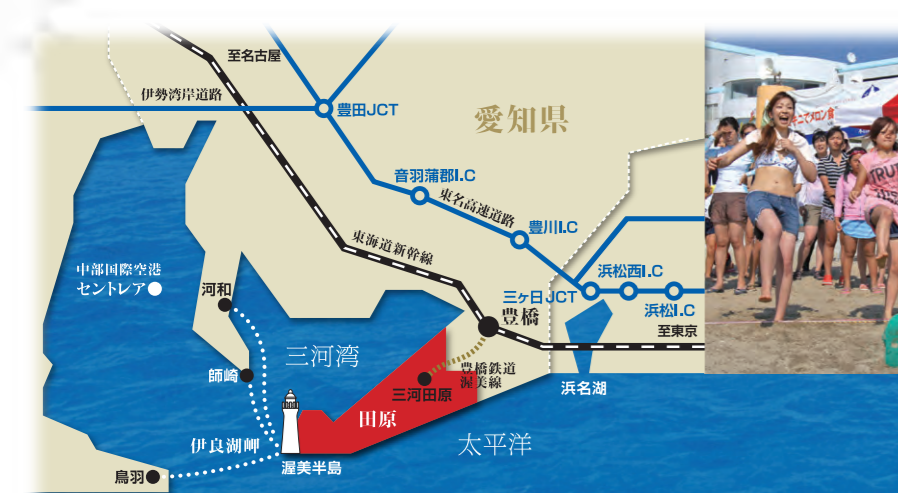 至名古屋
伊勢湾岸道路
豊田JCT
愛知県
音羽蒲郡I.C
東名高速道路
豊川I.C
東海道新幹線
中部国際空港
セントレア
河和
三ヶ日JCT
浜松西I.C
浜松I.C
豊橋
至東京
三河湾
師崎
豊橋鉄道
渥美線
三河田原
浜名湖
田原
伊良湖岬
太平洋
渥美半島
鳥羽
TRUT